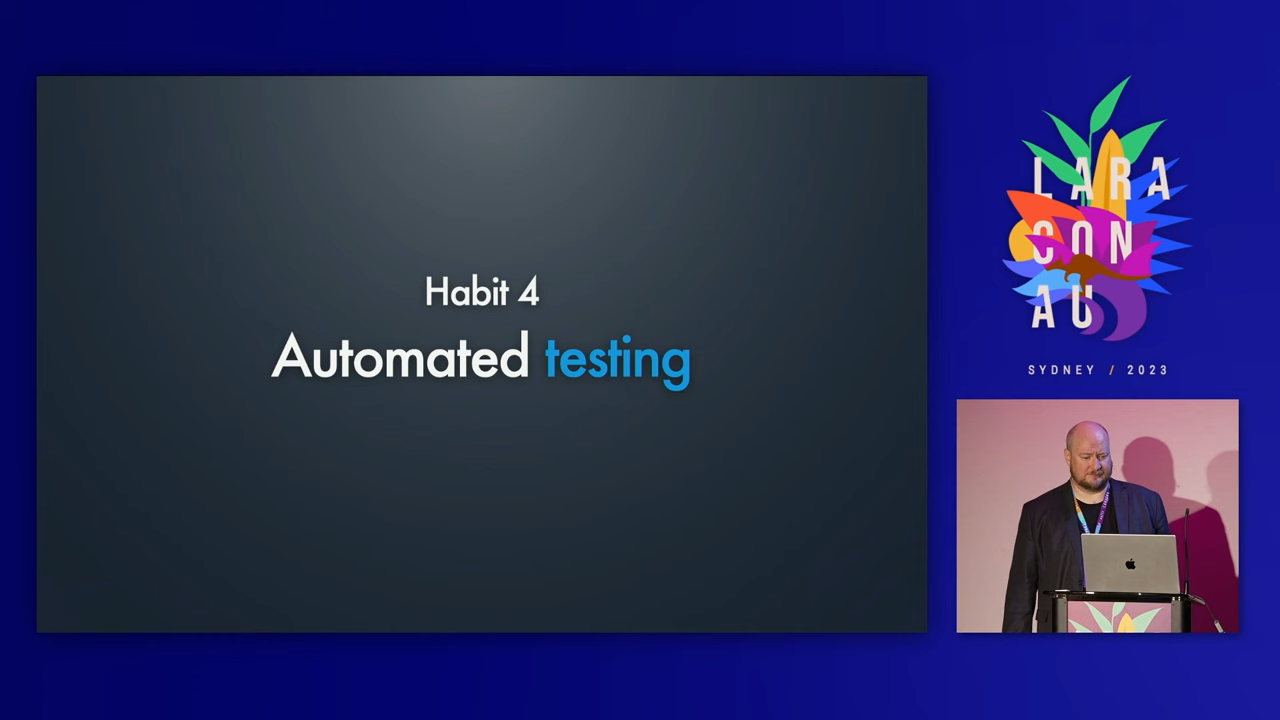 Habit 4
Automated testing
LARA
CON
AU
SYDNEY / 2023